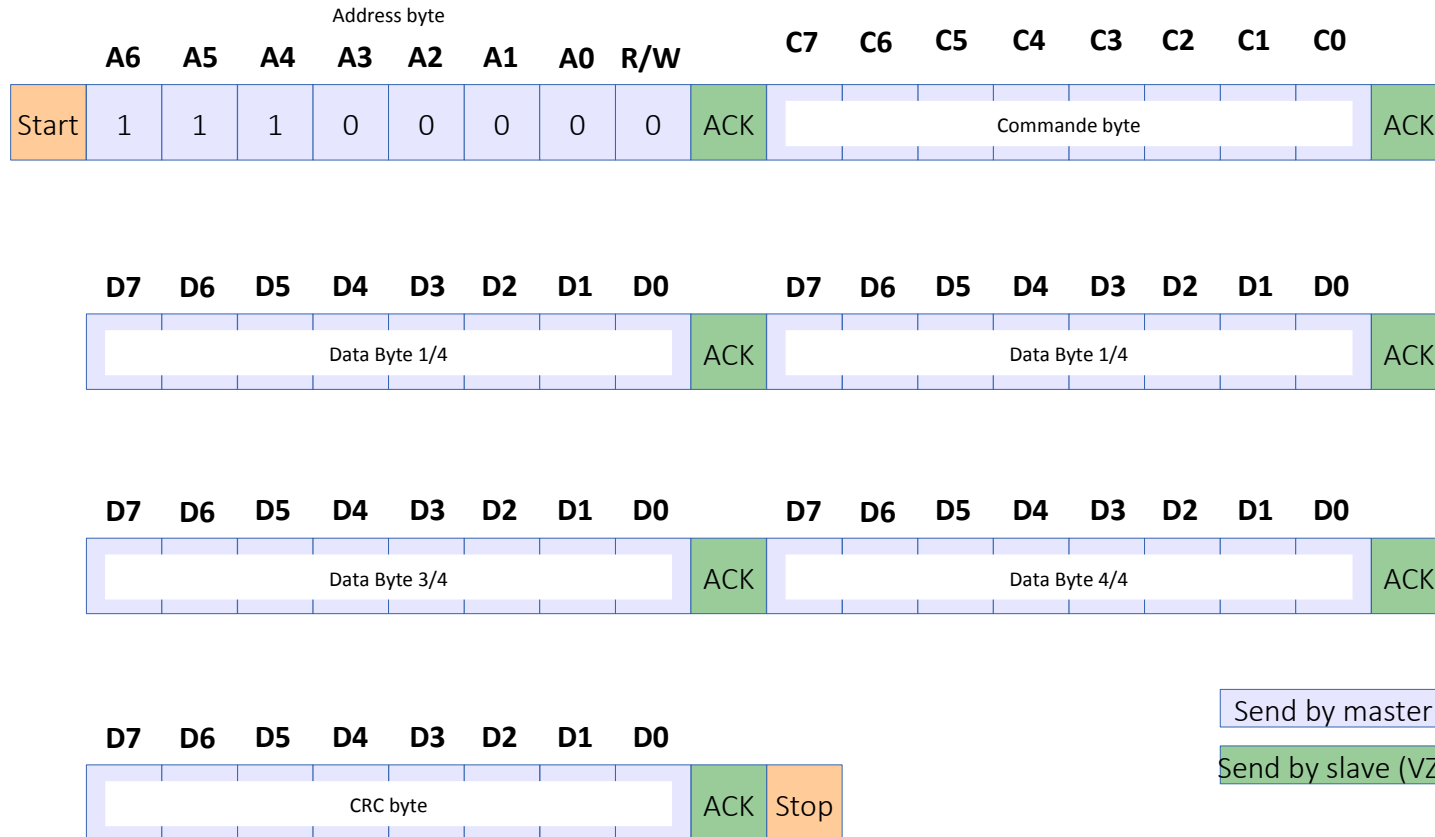 Address byte
A6 A5 A4 A3 A2 A1 A0 R/W C7 C6 C5 C4 C3 C2 C1 C0
Start 1 1 1 0 0 0 0 0 ACK Commande byte ACK
D7 D6 D5 D4 D3 D2 D1 D0 D7 D6 D5 D4 D3 D2 D1 D0
Data Byte 1/4 ACK Data Byte 1/4 ACK
D7 D6 D5 D4 D3 D2 D1 D0 D7 D6 D5 D4 D3 D2 D1 D0
Data Byte 3/4 ACK Data Byte 4/4 ACK
Send by master
D7 D6 D5 D4 D3 D2 D1 D0
Send by slave (VZ
CRC byte ACK Stop